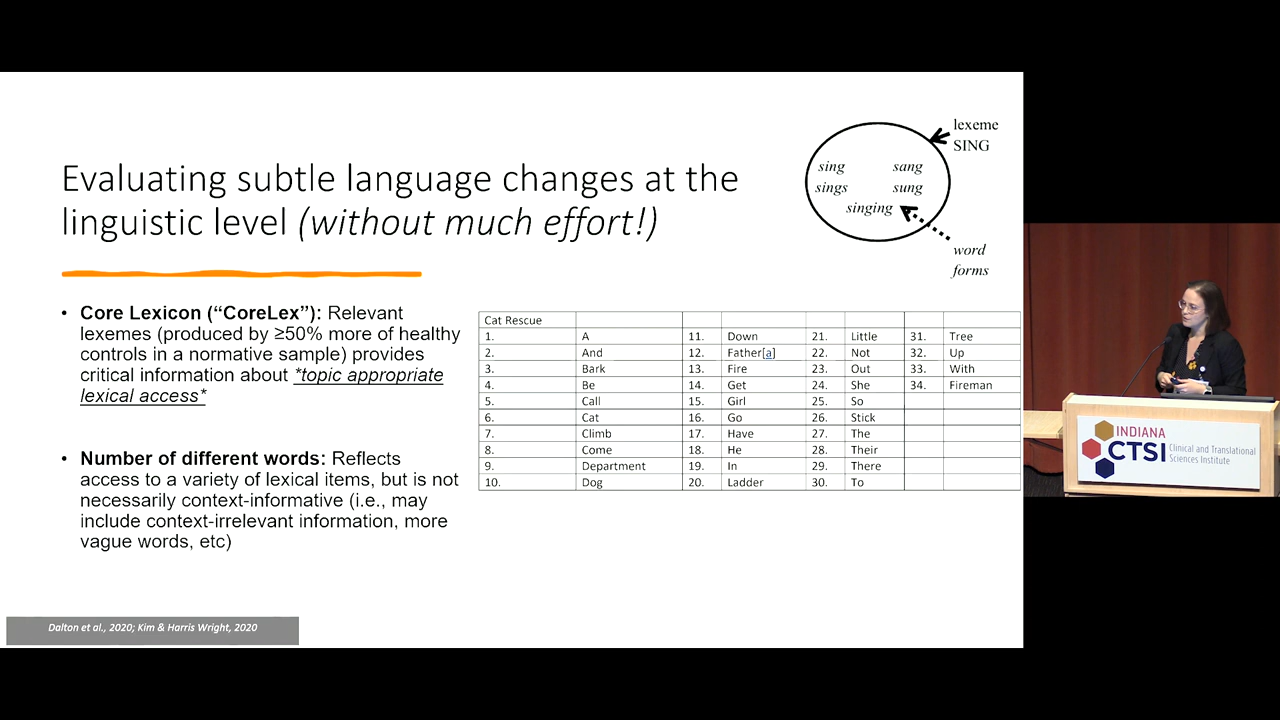 Evaluating subtle language changes at the
linguistic level (without much effort!)
lexeme
SING
sing sang
sings sung
singing
word
forms
• Core Lexicon (“CoreLex”): Relevant
lexemes (produced by ≥50% more of healthy
controls in a normative sample) provides
critical information about *topic appropriate
lexical access*
• Number of different words: Reflects
access to a variety of lexical items, but is not
necessarily context-informative (i.e., may
include context-irrelevant information, more
vague words, etc)
Cat Rescue
1. A 11. Down 21. Little 31. Tree
2. And 12. Father[a] 22. Not 32. Up
3. Bark 13. Fire 23. Out 33. With
4. Be 14. Get 24. She 34. Fireman
5. Call 15. Girl 25. So
6. Cat 16. Go 26. Stick
7. Climb 17. Have 27. The
8. Come 18. He 28. Their
9. Department 19. In 29. There
10. Dog 20. Ladder 30. To
Dalton et al., 2020; Kim & Harris Wright, 2020
INDIANA
CTSI
Clinical and Translational
Sciences Institute